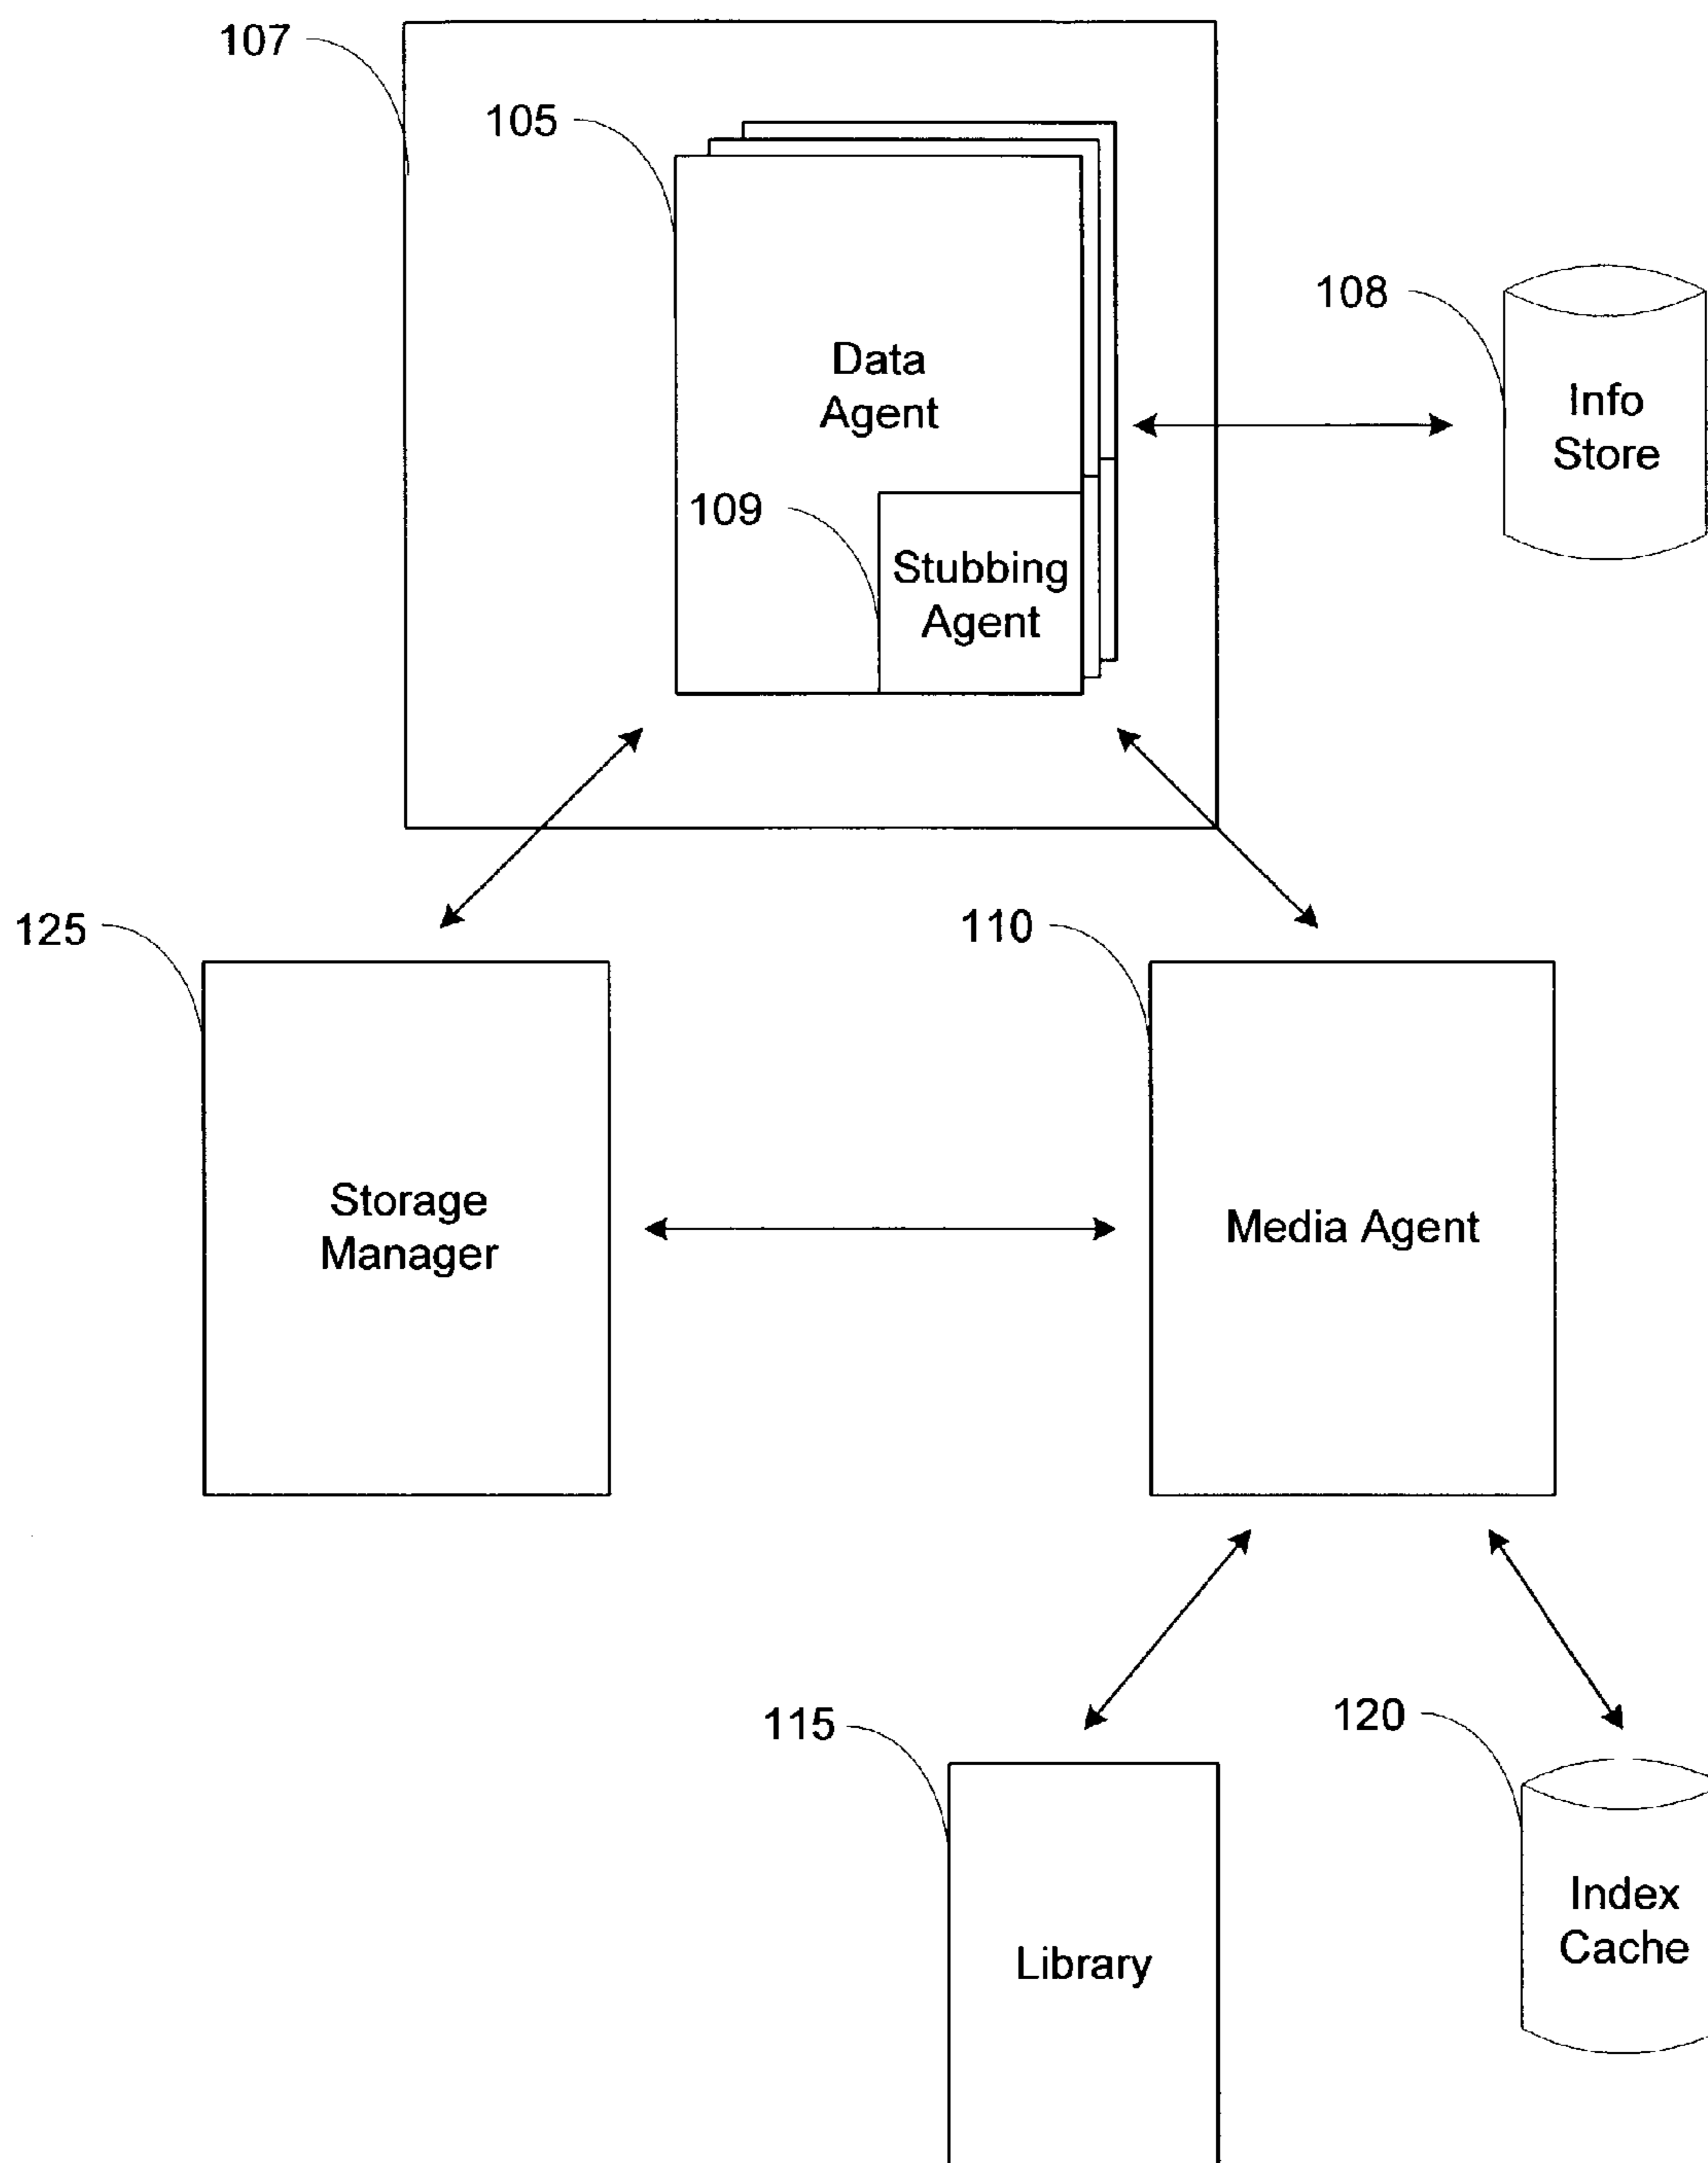 107
105
108
Data
Agent
Info
Store
109
Stubbing
Agent
125
110
Storage
Manager
Media Agent
115
120
Index
Cache
Library